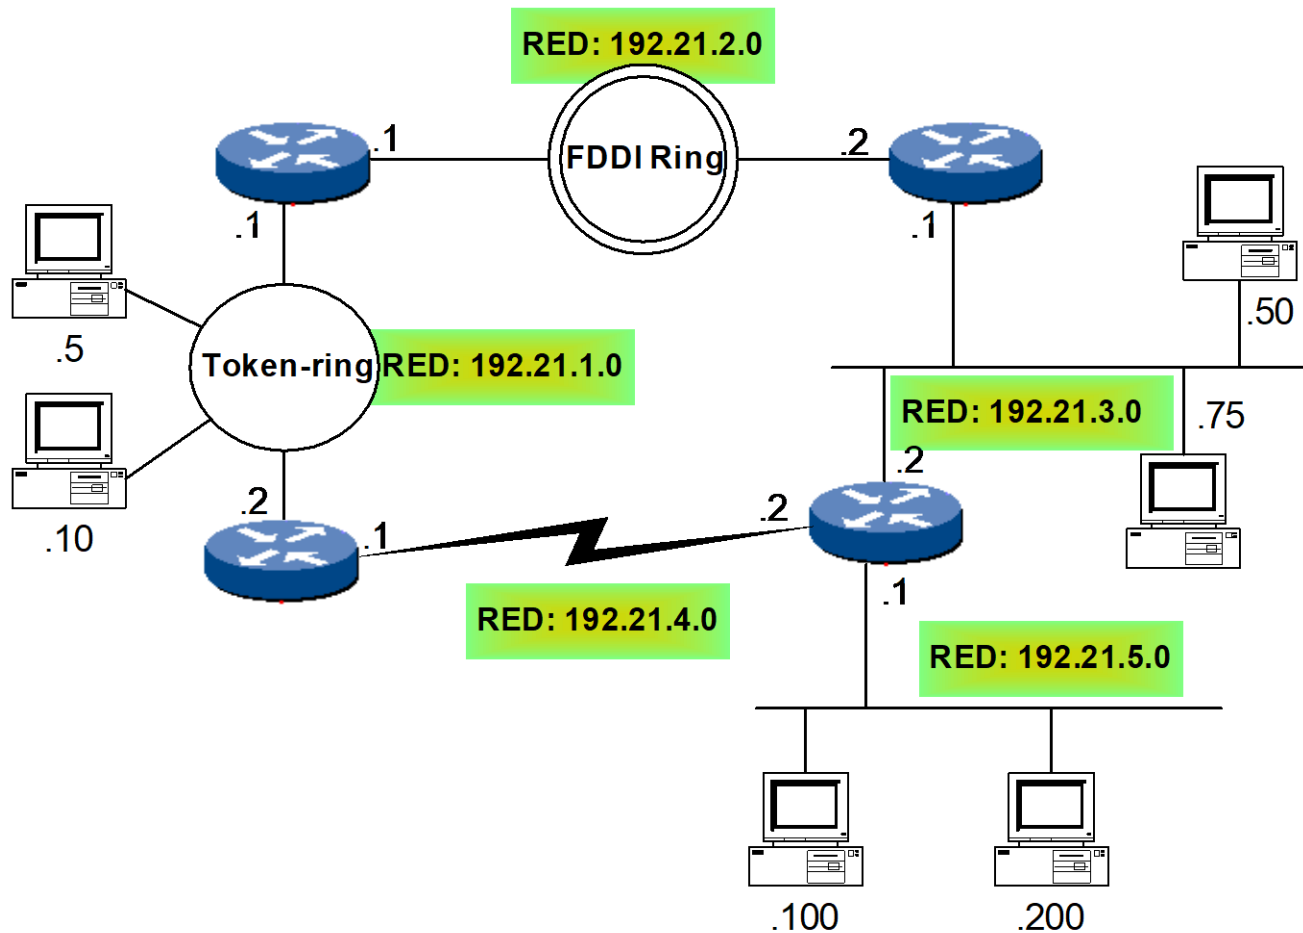 RED: 192.21.2.0
.1
FDDI Ring
.2
.1
.1
.50
.5
Token-ring
RED: 192.21.1.0
RED: 192.21.3.0
.75
.2
.10
.2
.1
.2
.1
RED: 192.21.4.0
RED: 192.21.5.0
.100
.200